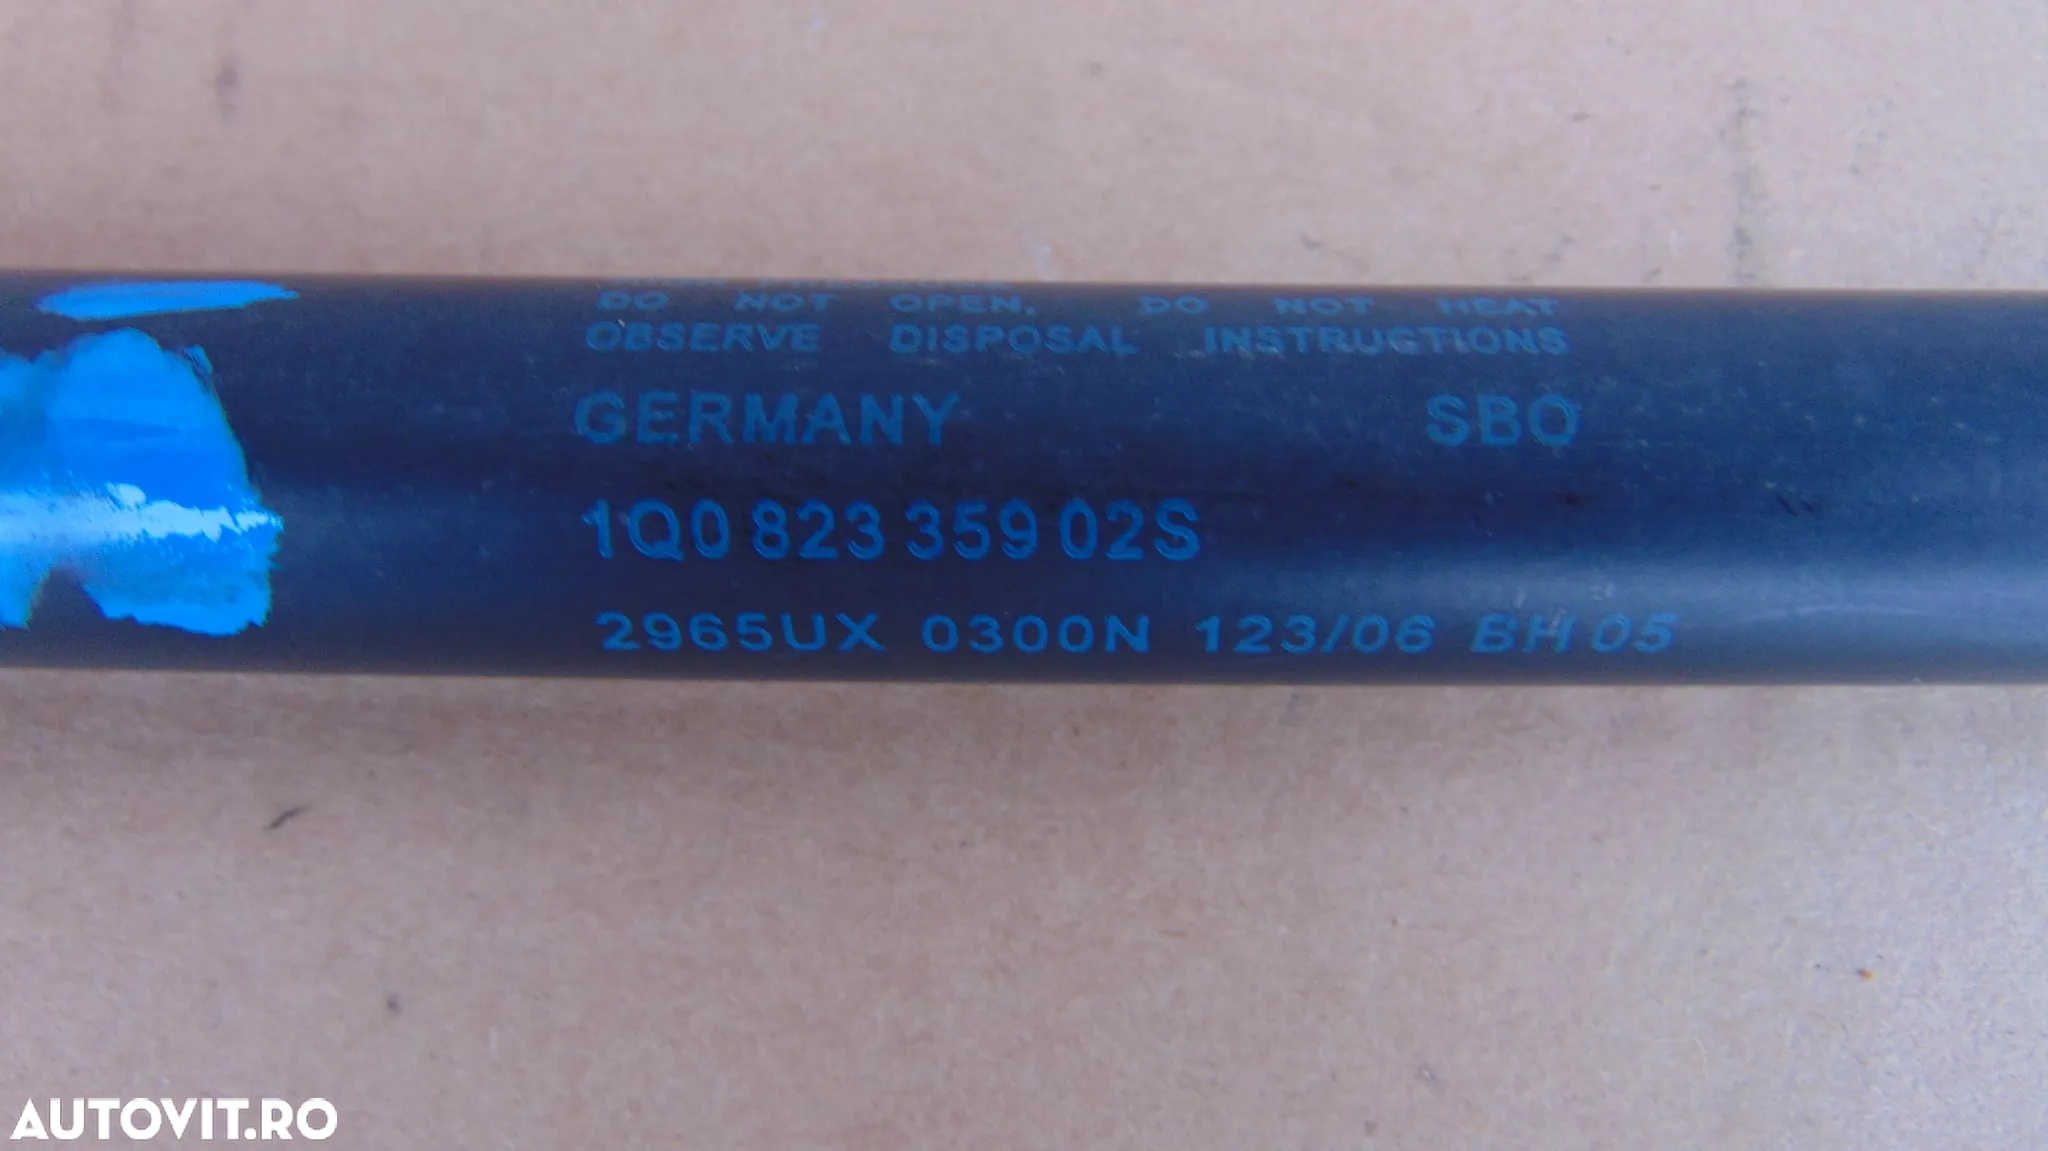 DO NOT OPEN. DO NOT HEAT
OBSERVE DISPOSAL INSTRUCTIONS
GERMANY SBO
1Q0 823 359 02S
2965UX 0300N 123/06 BH 05
AUTOVIT.RO